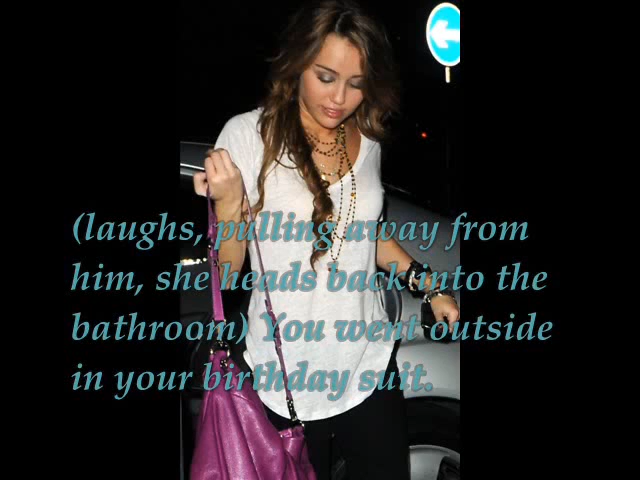 (laughs, pulling away from
him, she heads back into the
bathroom) You went outside
in your birthday suit.